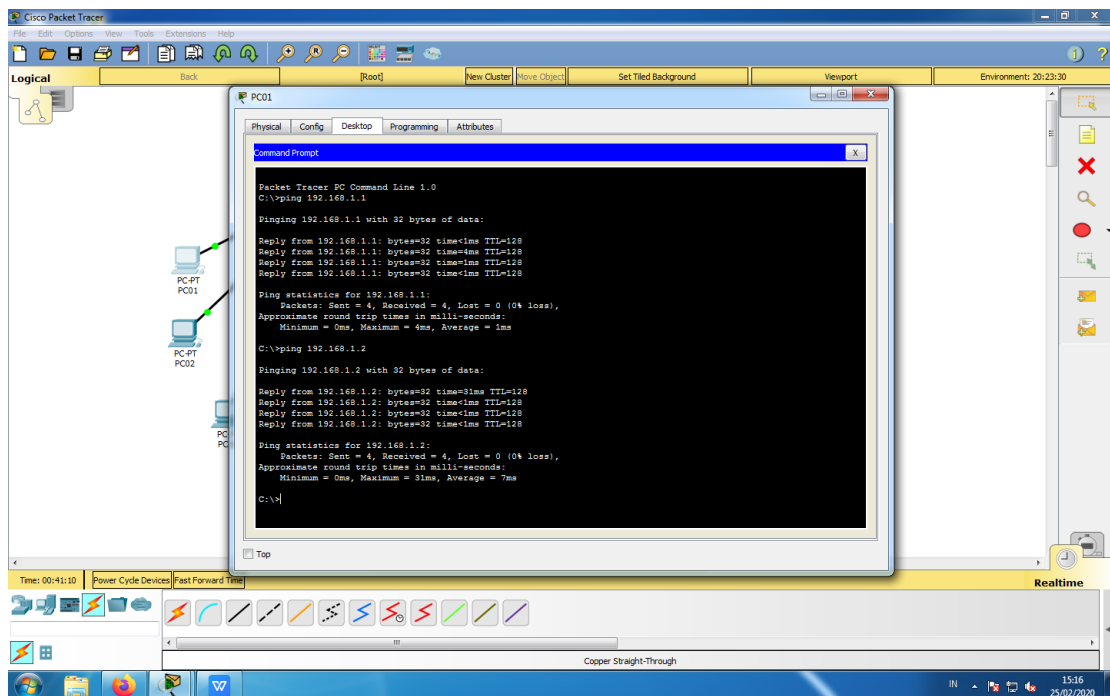 Cisco Packet Tracer
File Edit Options View Tools Extensions Help
Logical
Back
[Root]
New Cluster
Move Object
Set Tiled Background
Viewport
Environment: 20:23:30
PC01
Physical Config Desktop Programming Attributes
Command Prompt
X
Packet Tracer PC Command Line 1.0
C:\>ping 192.168.1.1
Pinging 192.168.1.1 with 32 bytes of data:
Reply from 192.168.1.1: bytes=32 time<1ms TTL=128
Reply from 192.168.1.1: bytes=32 time=4ms TTL=128
Reply from 192.168.1.1: bytes=32 time=1ms TTL=128
Reply from 192.168.1.1: bytes=32 time<1ms TTL=128
Ping statistics for 192.168.1.1:
Packets: Sent = 4, Received = 4, Lost = 0 (0% loss),
Approximate round trip times in milli-seconds:
Minimum = 0ms, Maximum = 4ms, Average = 1ms
C:\>ping 192.168.1.2
Pinging 192.168.1.2 with 32 bytes of data:
Reply from 192.168.1.2: bytes=32 time=31ms TTL=128
Reply from 192.168.1.2: bytes=32 time<1ms TTL=128
Reply from 192.168.1.2: bytes=32 time<1ms TTL=128
Reply from 192.168.1.2: bytes=32 time<1ms TTL=128
Ping statistics for 192.168.1.2:
Packets: Sent = 4, Received = 4, Lost = 0 (0% loss),
Approximate round trip times in milli-seconds:
Minimum = 0ms, Maximum = 31ms, Average = 7ms
C:\>
Top
PC-PT
PC01
PC-PT
PC02
PC
PC
Time: 00:41:10
Power Cycle Devices Fast Forward Time
Realtime
Copper Straight-Through
IN
15:16
25/02/2020